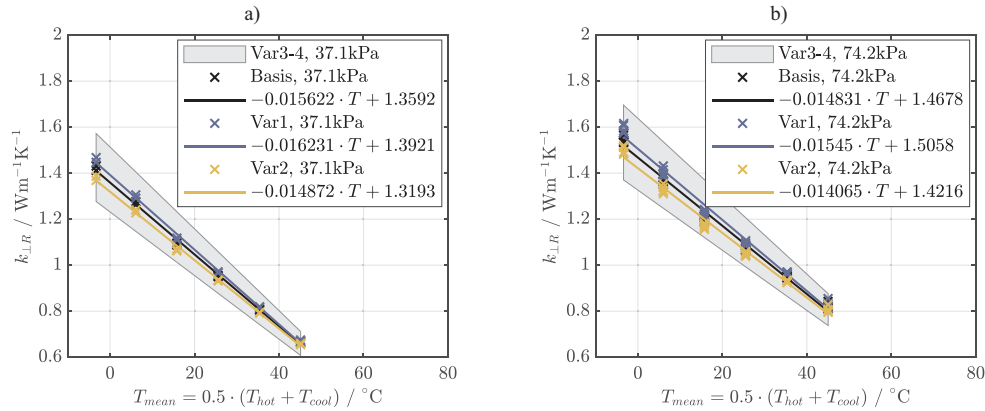 a)
2
1.8
1.6
1.4
1.2
1
0.8
0.6
k⊥R / Wm⁻¹K⁻¹
Var3-4, 37.1kPa
Basis, 37.1kPa
−0.015622 · T + 1.3592
Var1, 37.1kPa
−0.016231 · T + 1.3921
Var2, 37.1kPa
−0.014872 · T + 1.3193
0 20 40 60 80
Tmean = 0.5 · (Thot + Tcool) / °C
b)
2
1.8
1.6
1.4
1.2
1
0.8
0.6
k⊥R / Wm⁻¹K⁻¹
Var3-4, 74.2kPa
Basis, 74.2kPa
−0.014831 · T + 1.4678
Var1, 74.2kPa
−0.01545 · T + 1.5058
Var2, 74.2kPa
−0.014065 · T + 1.4216
0 20 40 60 80
Tmean = 0.5 · (Thot + Tcool) / °C